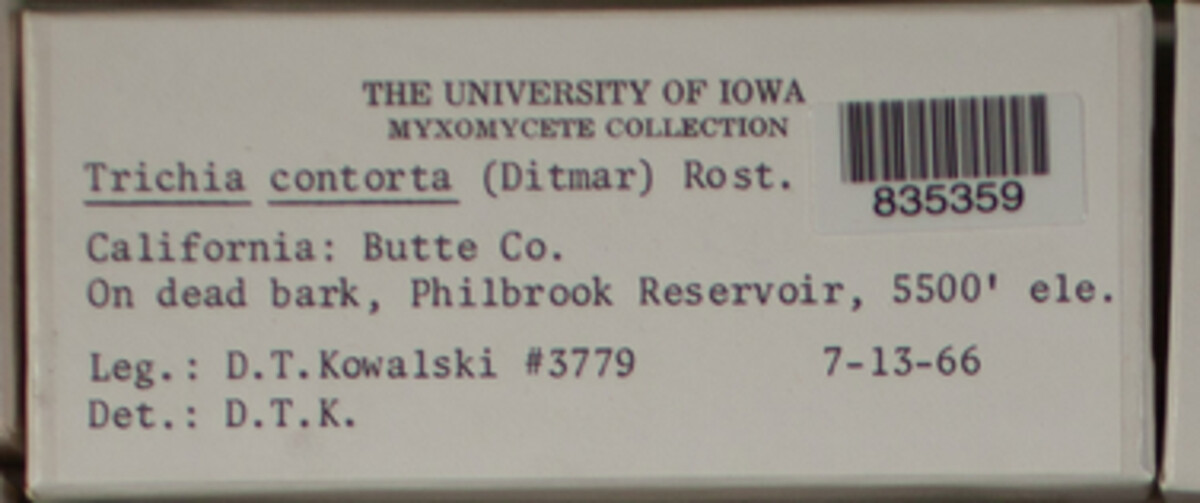 THE UNIVERSITY OF IOWA
MYXOMYCETE COLLECTION
Trichia contorta (Ditmar) Rost.
835359
California: Butte Co.
On dead bark, Philbrook Reservoir, 5500' ele.
Leg.: D.T.Kowalski #3779 7-13-66
Det.: D.T.K.